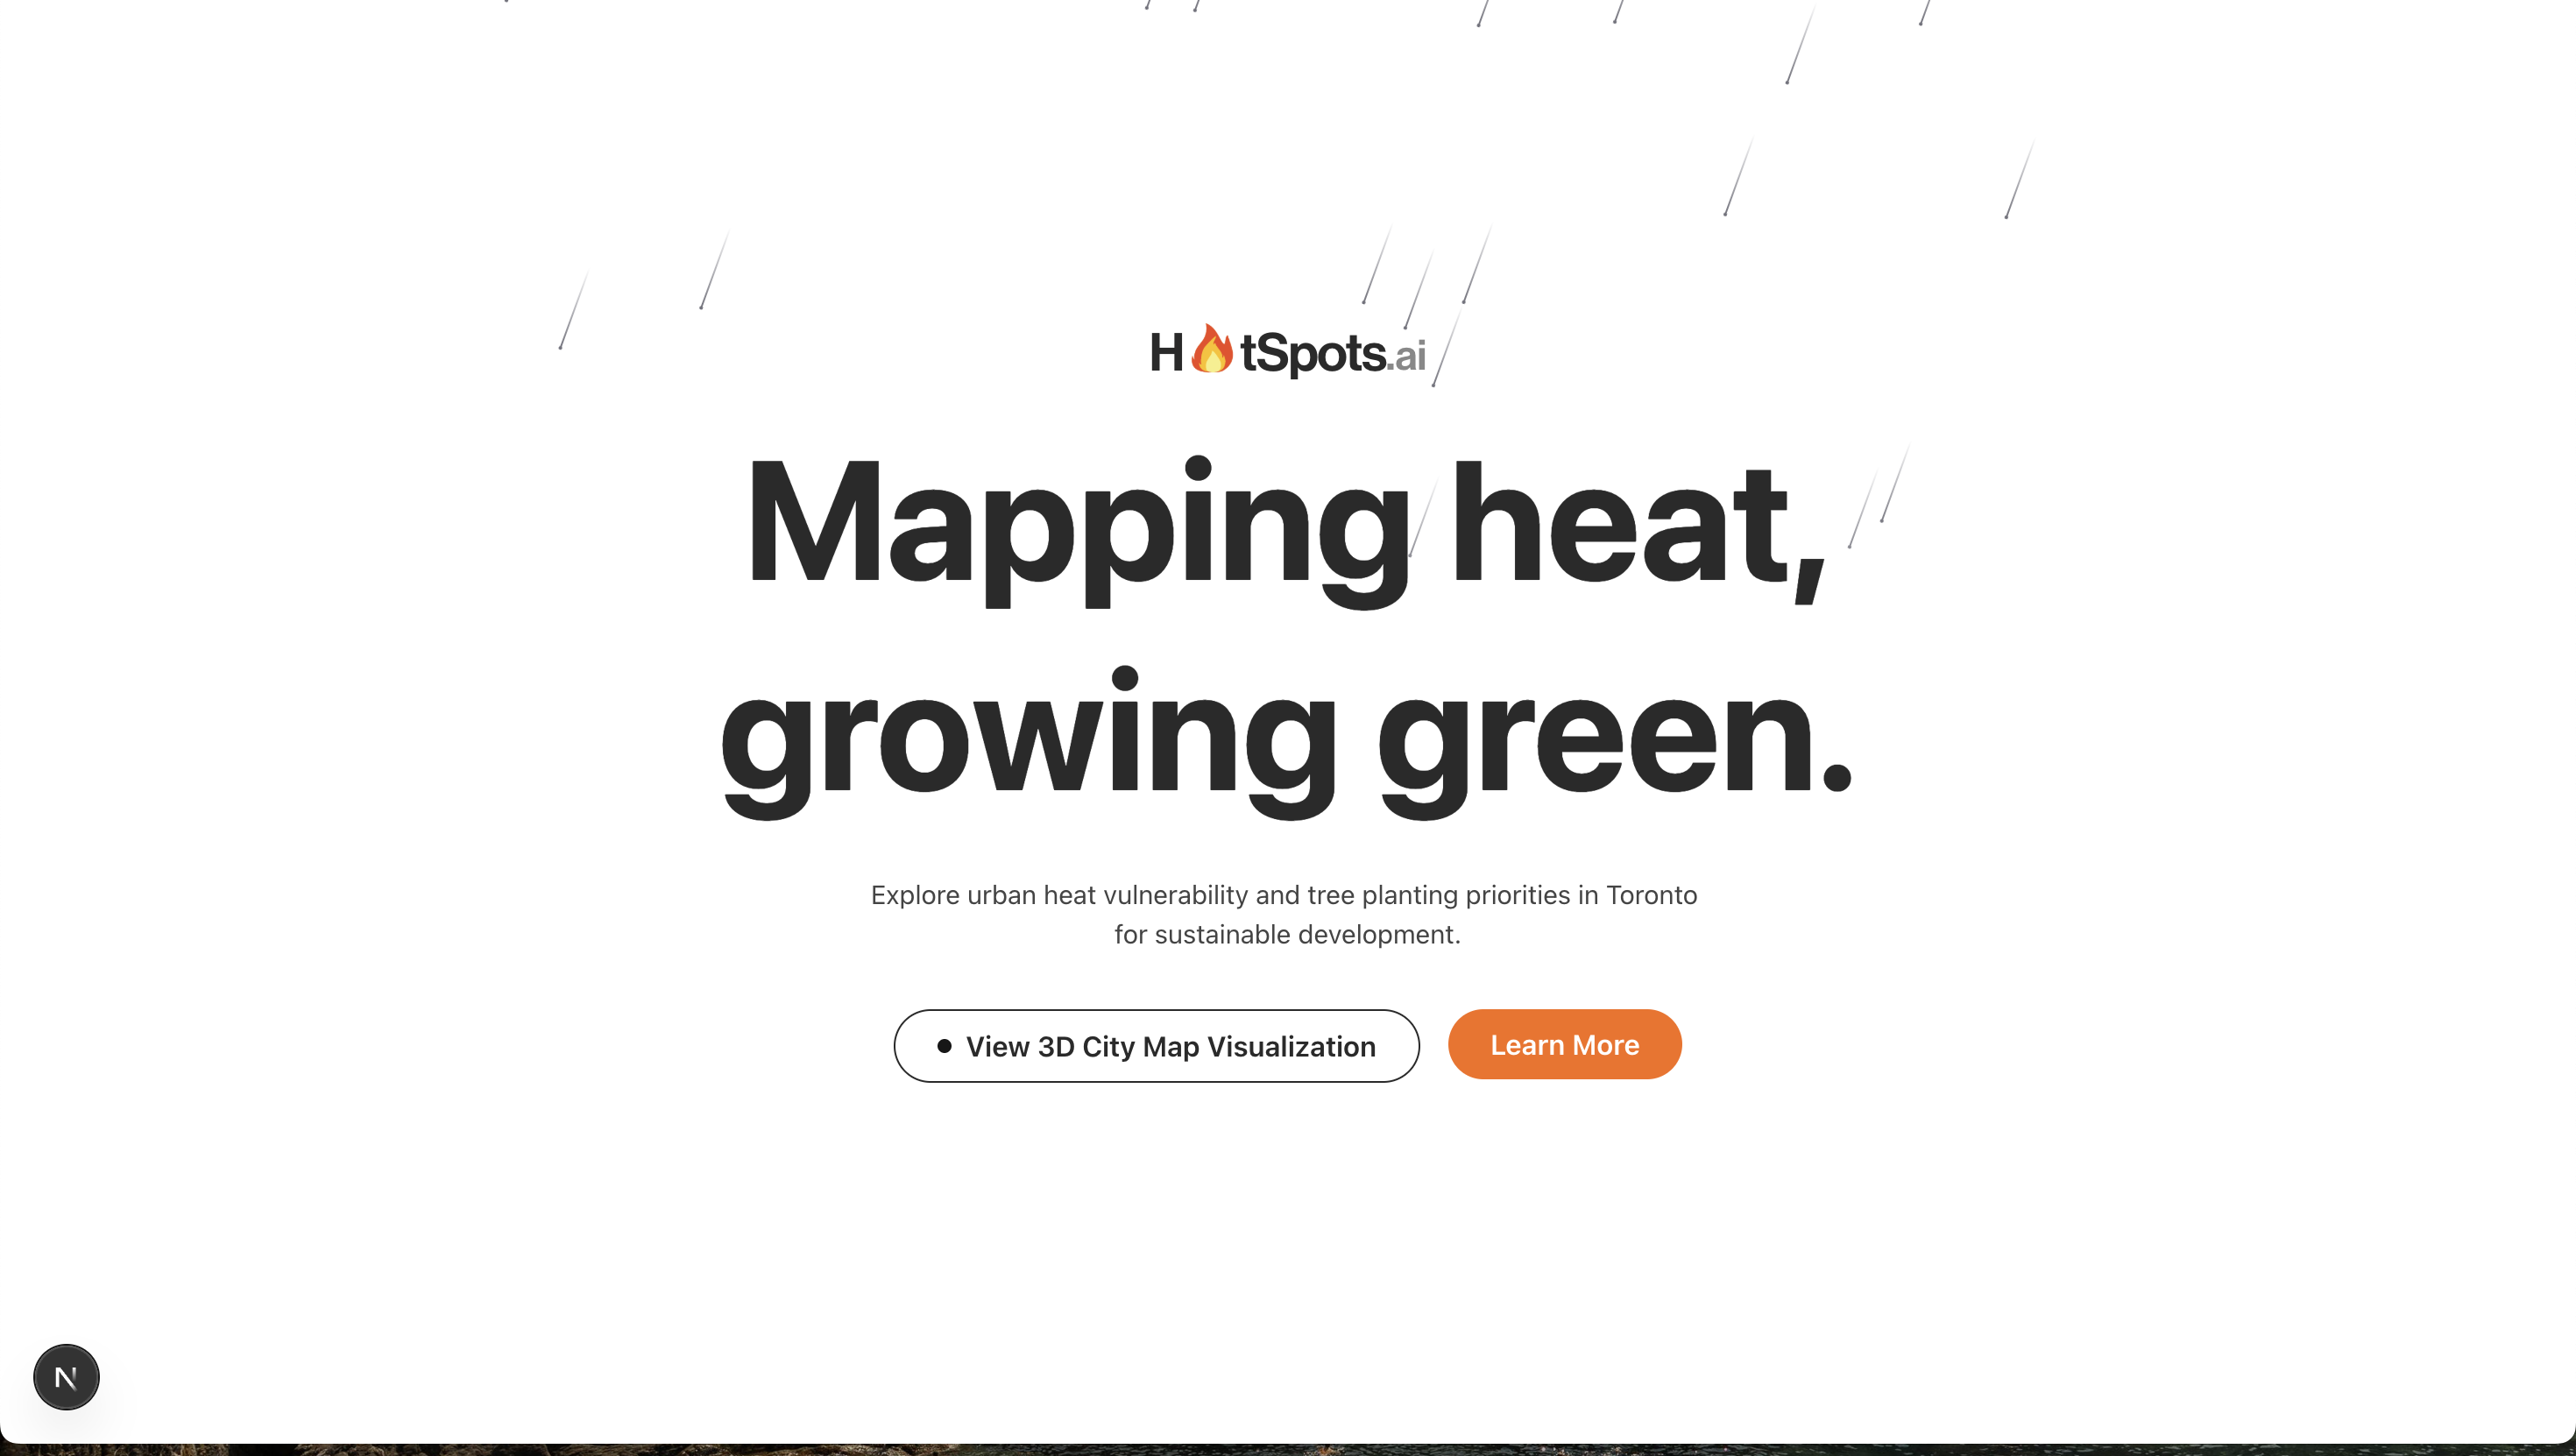 H🔥tSpots.ai
Mapping heat,
growing green.
Explore urban heat vulnerability and tree planting priorities in Toronto
for sustainable development.
View 3D City Map Visualization
Learn More
N